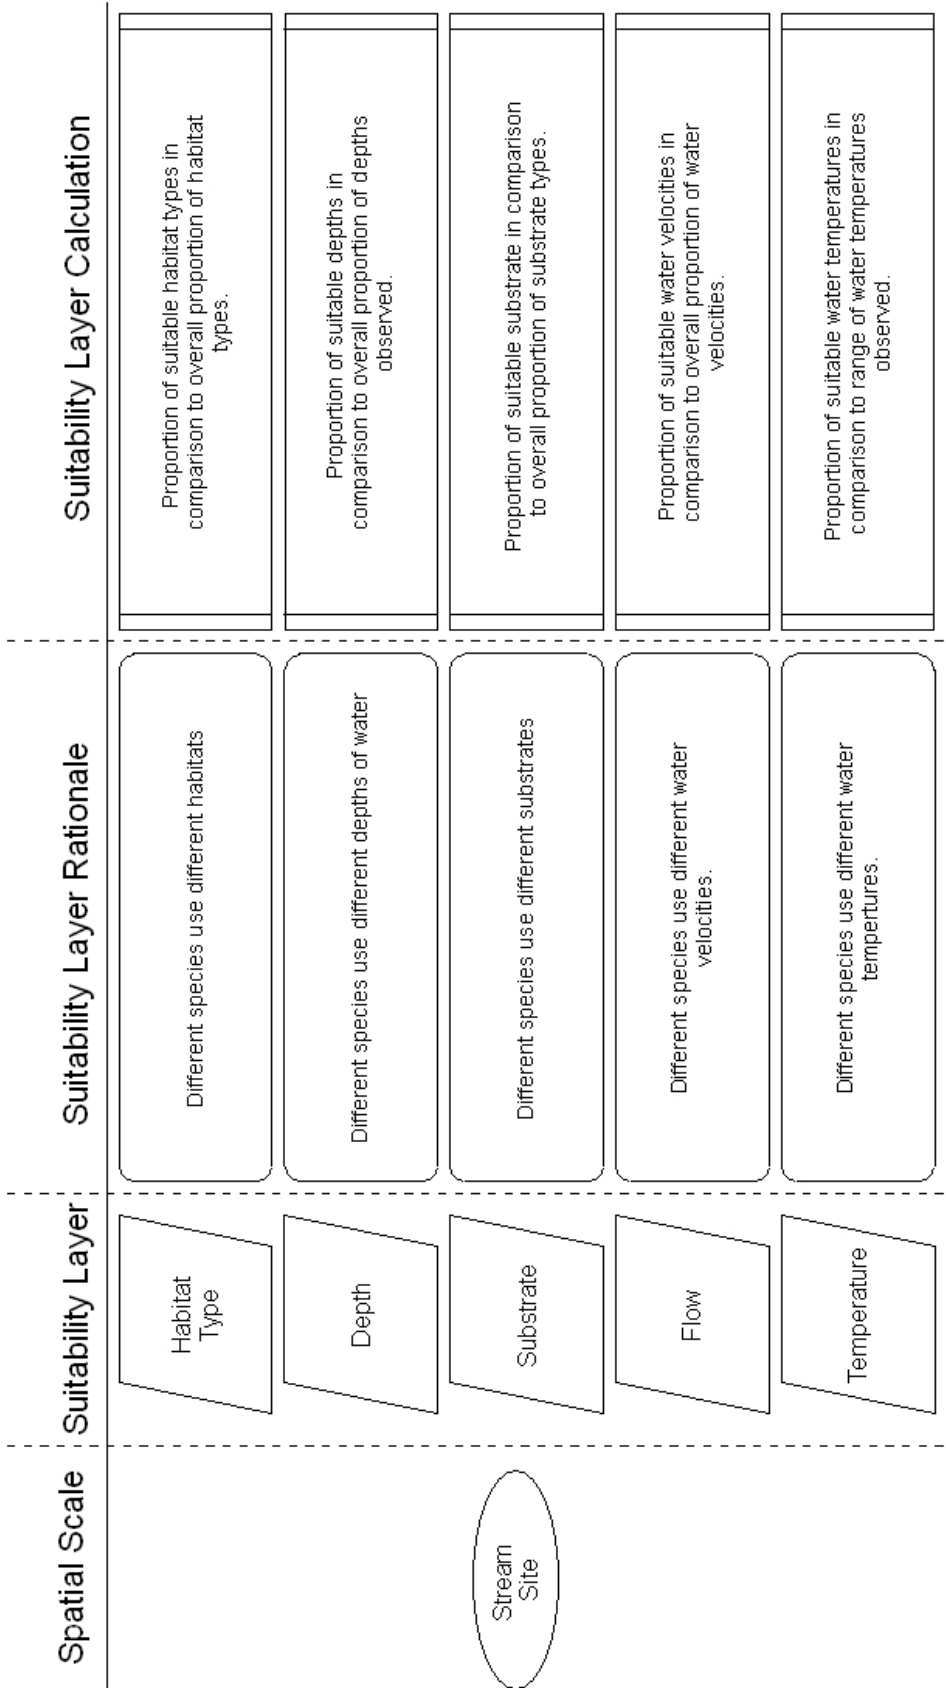 Spatial Scale
Suitability Layer
Suitability Layer Rationale
Suitability Layer Calculation
Stream
Site
Habitat
Type
Different species use different habitats
Proportion of suitable habitat types in
comparison to overall proportion of habitat
types.
Depth
Different species use different depths of water
Proportion of suitable depths in
comparison to overall proportion of depths
observed.
Substrate
Different species use different substrates
Proportion of suitable substrate in comparison
to overall proportion of substrate types.
Flow
Different species use different water
velocities.
Proportion of suitable water velocities in
comparison to overall proportion of water
velocities.
Temperature
Different species use different water
tempertures.
Proportion of suitable water temperatures in
comparison to range of water temperatures
observed.